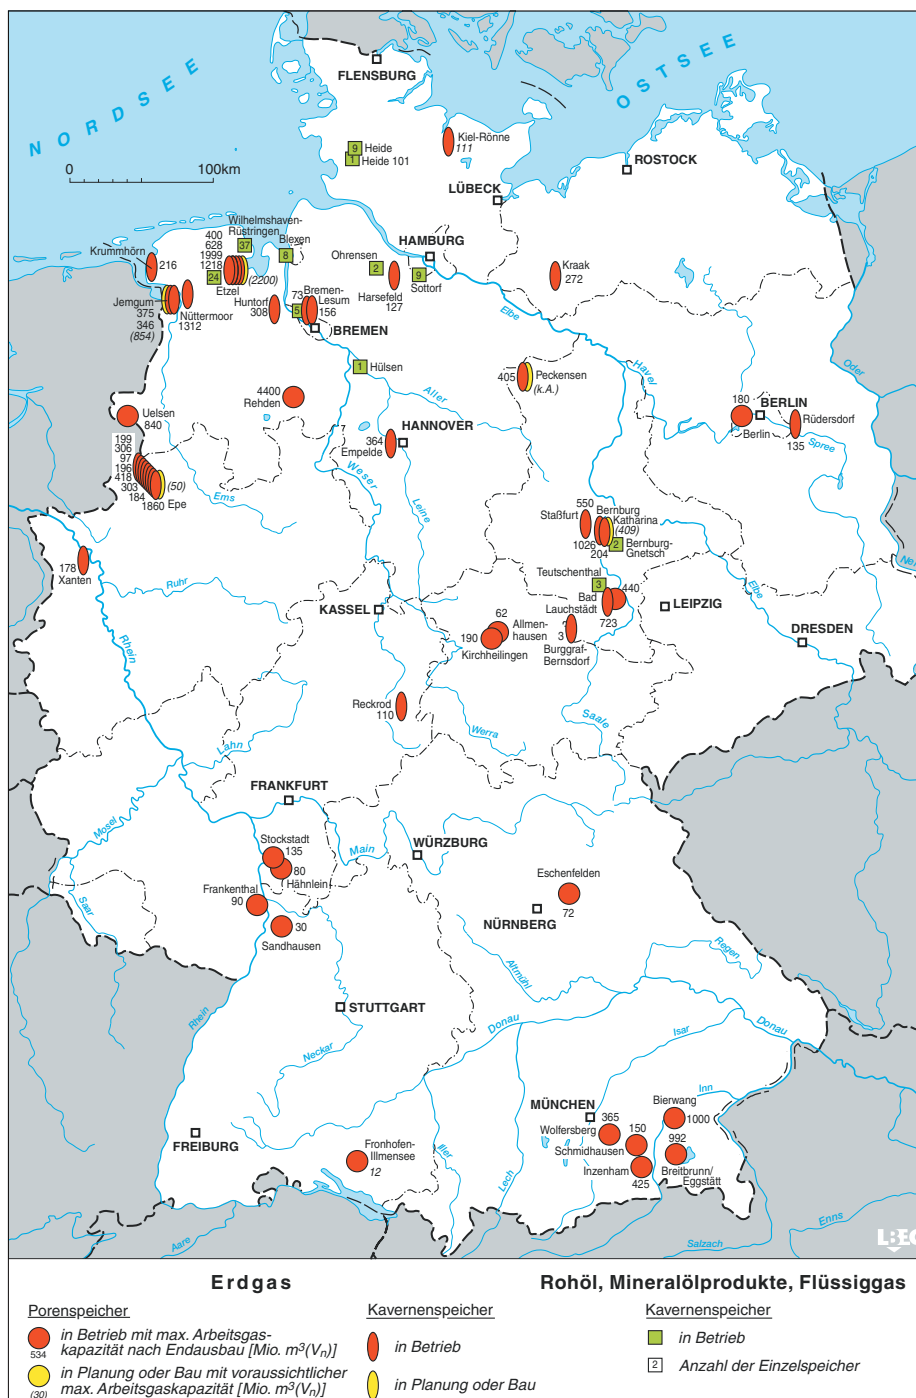 NORDSEE
OSTSEE
FLENSBURG
Kiel-Rönne
111
9
Heide
1
Heide 101
ROSTOCK
0
100km
LÜBECK
Wilhelmshaven-
Rüstringen
37
400
628
1999
1218
24
Etzel
(2200)
Blexen
8
HAMBURG
Ohrensen
2
9
Sottorf
Harsefeld
127
Kraak
272
Krummhörn
216
Jemgum
375
346
(854)
Nüttermoor
1312
Huntorf
308
73
Bremen-
Lesum
156
5
BREMEN
Elbe
Havel
Oder
1
Hülsen
Aller
405
Peckensen
(k.A.)
4400
Rehden
Uelsen
840
180
BERLIN
Berlin
Rüdersdorf
135
Spree
HANNOVER
364
Empelde
Weser
Leine
199
306
97
196
418
303
184
1860
Epe
(50)
Ems
550
Bernburg
Staßfurt
Katharina
(409)
1026
204
2
Bernburg-
Gnetsch
178
Xanten
Ruhr
Teutschenthal
3
440
Bad
Lauchstädt
723
Elbe
LEIPZIG
KASSEL
62
Allmen-
hausen
190
Kirchheilingen
3
Burggraf-
Bernsdorf
DRESDEN
Rhein
Reckrod
110
Saale
Werra
Lahn
FRANKFURT
Mosel
Main
WÜRZBURG
Stockstadt
135
80
Hähnlein
Eschenfelden
72
Frankenthal
90
Saar
NÜRNBERG
30
Sandhausen
Regen
Altmühl
STUTTGART
Rhein
Neckar
Donau
Isar
Donau
Inn
MÜNCHEN
365
Wolfersberg
Bierwang
1000
150
Schmidhausen
992
Inzenham
425
Breitbrunn/
Eggstätt
FREIBURG
Fronhofen-
Illmensee
12
Iller
Lech
Aare
Salzach
Enns
LBEG
Erdgas
Rohöl, Mineralölprodukte, Flüssiggas
Porenspeicher
Kavernenspeicher
Kavernenspeicher
534
in Betrieb mit max. Arbeitsgas-
kapazität nach Endausbau [Mio. m³(Vn)]
in Betrieb
in Betrieb
(30)
in Planung oder Bau mit voraussichtlicher
max. Arbeitsgaskapazität [Mio. m³(Vn)]
in Planung oder Bau
2
Anzahl der Einzelspeicher